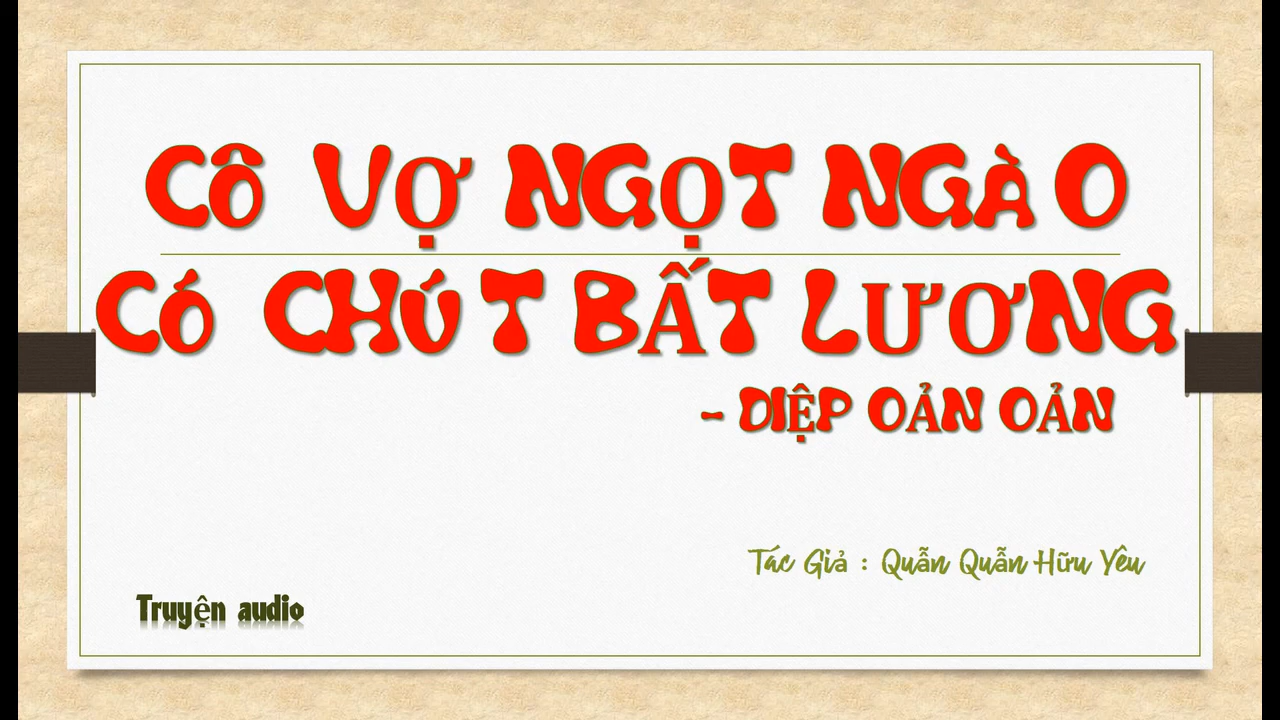 CÔ VỢ NGỌT NGÀO
CÓ CHÚT BẤT LƯƠNG
- DIỆP OẢN OẢN
Tác Giả : Quẫn Quẫn Hữu Yêu
Truyện audio